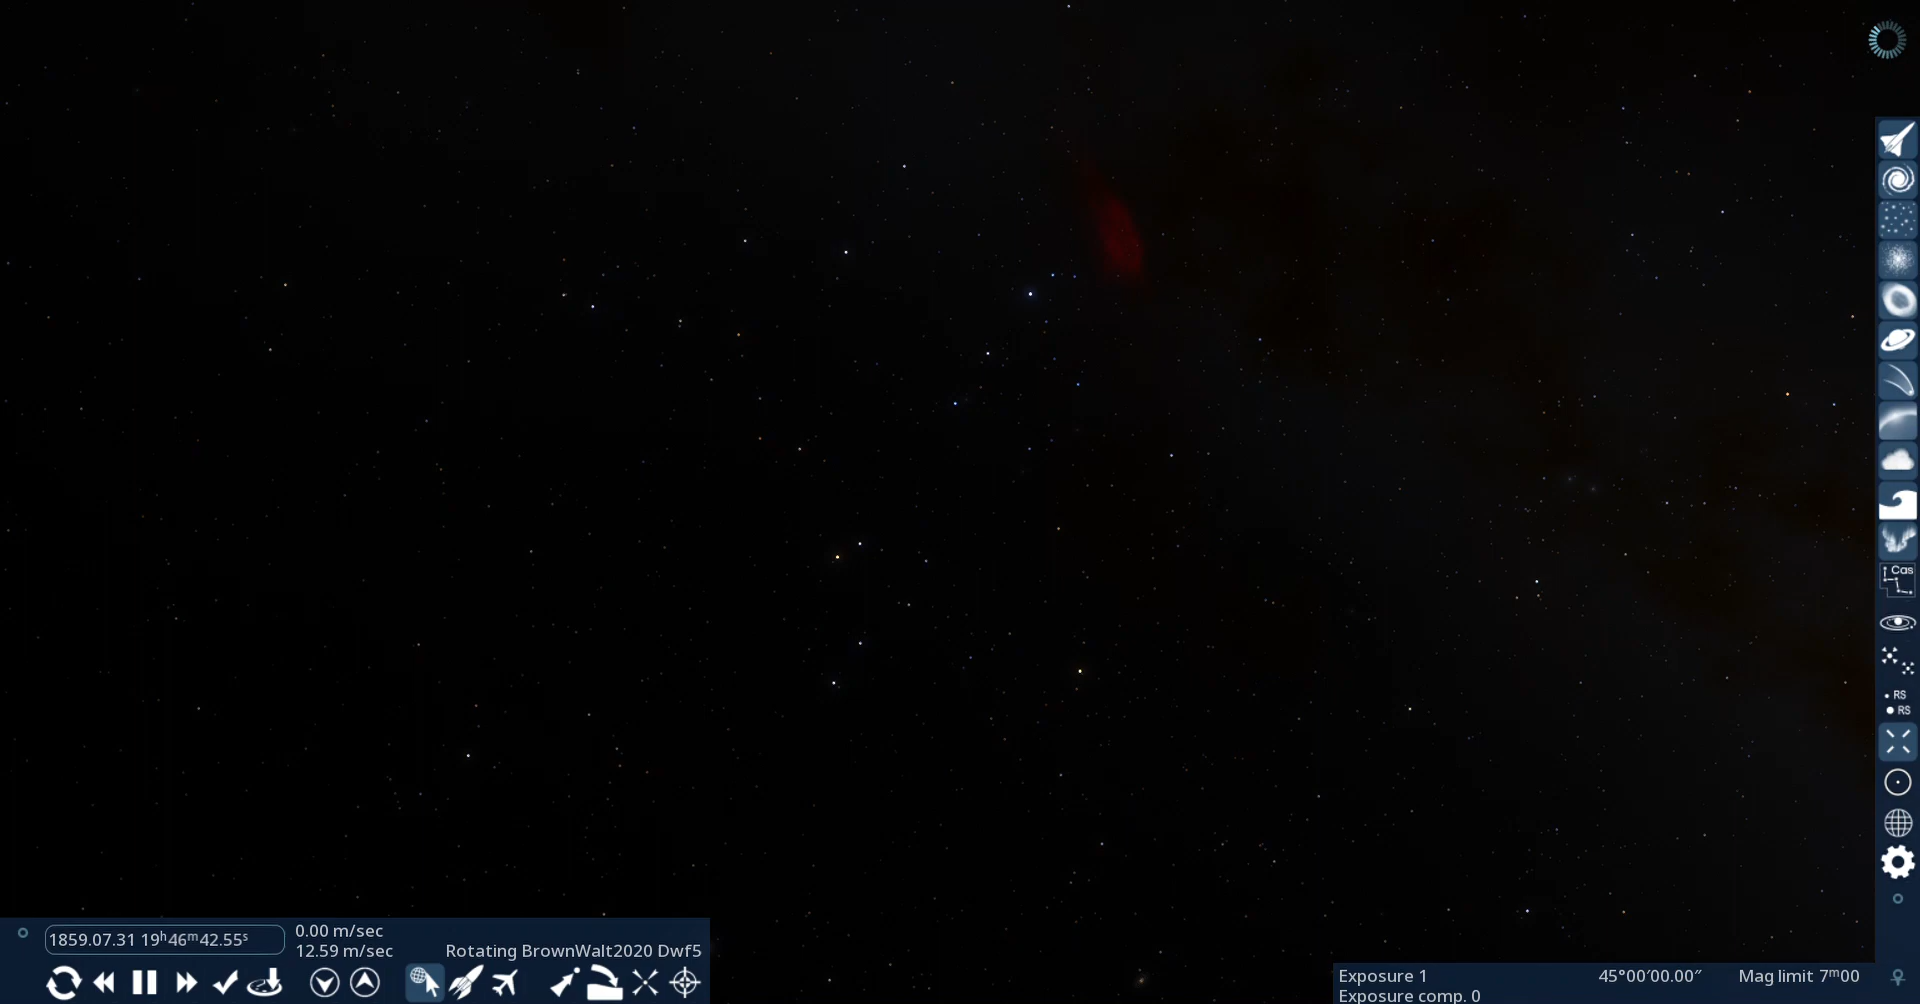 Cas
RS
RS
1859.07.31 19ʰ46ᵐ42.55ˢ
0.00 m/sec
12.59 m/sec
Rotating BrownWalt2020 Dwf5
Exposure 1
45°00′00.00″
Mag limit 7ᵐ00
Exposure comp. 0